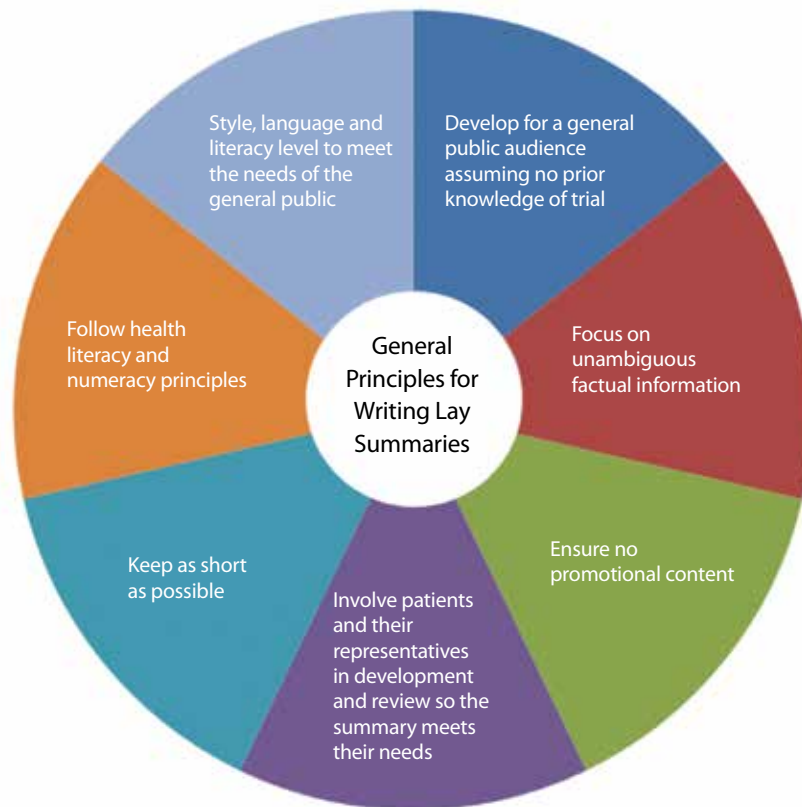 General
Principles for
Writing Lay
Summaries
Develop for a general
public audience
assuming no prior
knowledge of trial
Focus on
unambiguous
factual information
Ensure no
promotional content
Involve patients
and their
representatives
in development
and review so the
summary meets
their needs
Keep as short
as possible
Follow health
literacy and
numeracy principles
Style, language and
literacy level to meet
the needs of the
general public